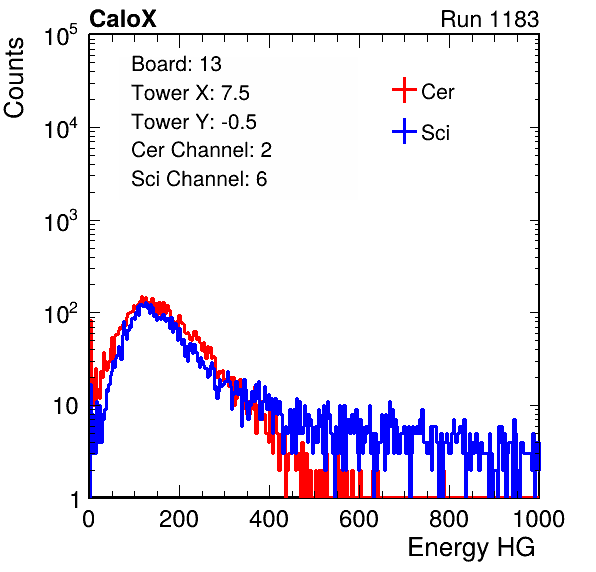 CaloX Run 1183
Counts
10^5
10^4
10^3
10^2
10
1
Board: 13
Tower X: 7.5
Tower Y: -0.5
Cer Channel: 2
Sci Channel: 6
Cer
Sci
0 200 400 600 800 1000
Energy HG